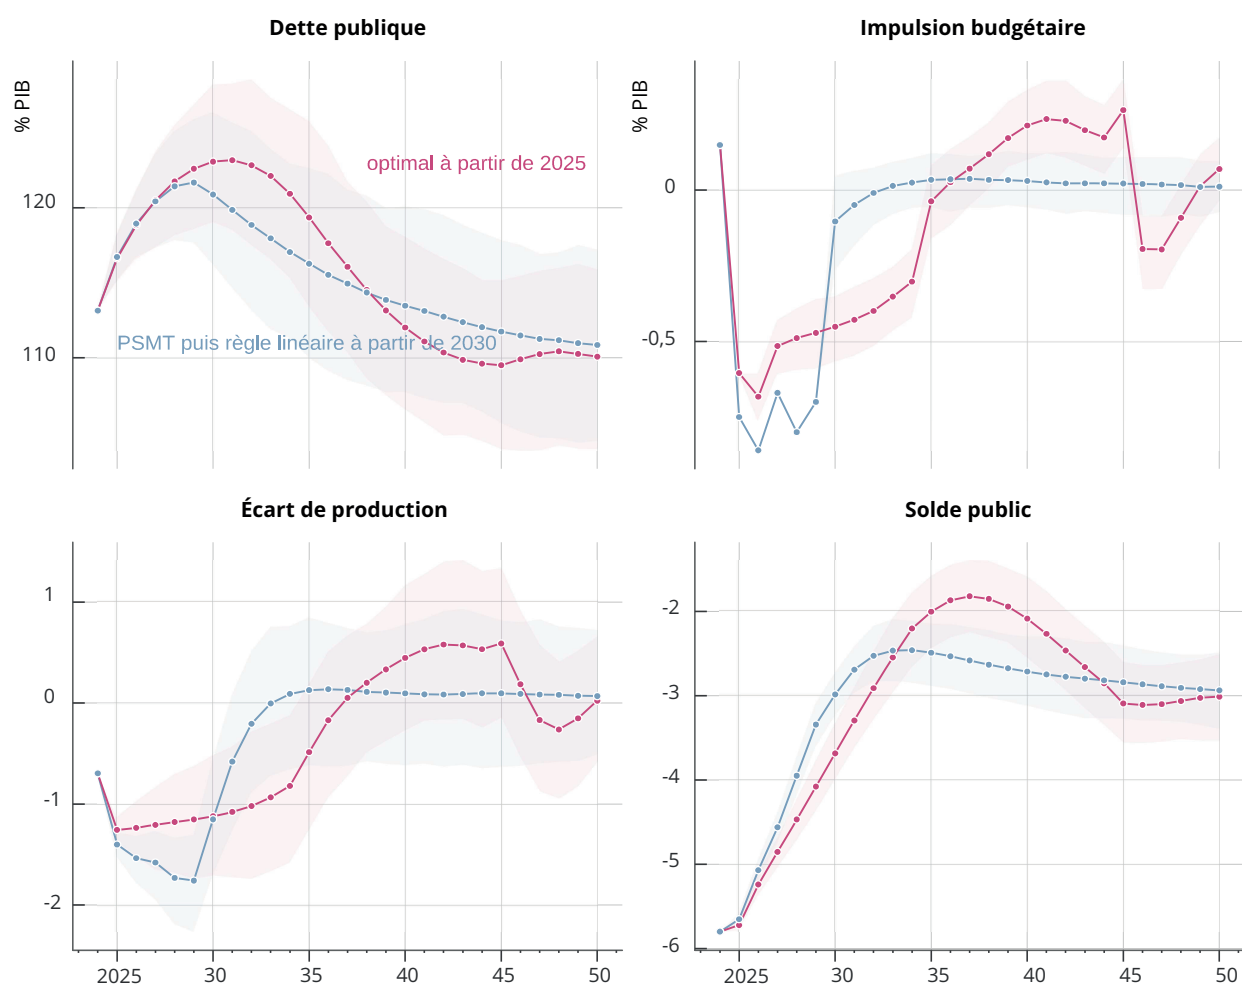 Dette publique
Impulsion budgétaire
% PIB
% PIB
optimal à partir de 2025
PSMT puis règle linéaire à partir de 2030
120
110
0
-0,5
Écart de production
Solde public
1
0
-1
-2
-2
-3
-4
-5
-6
2025 30 35 40 45 50
2025 30 35 40 45 50